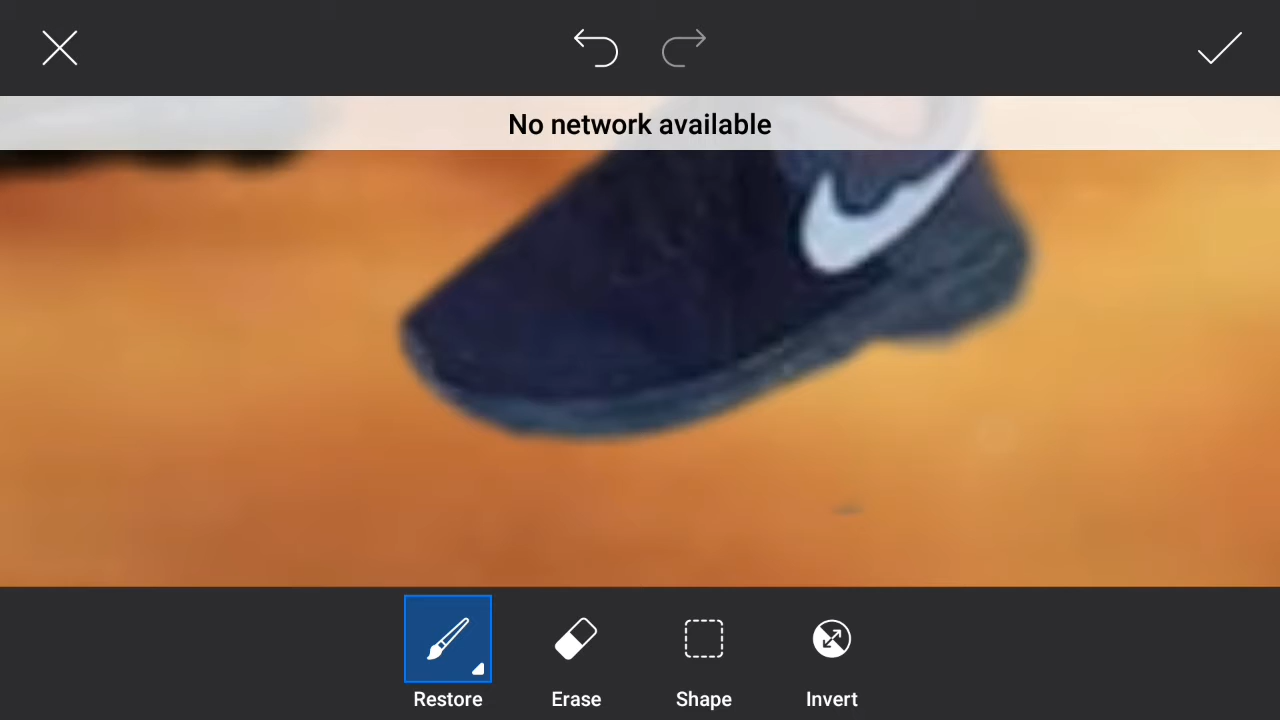 No network available
Restore
Erase
Shape
Invert